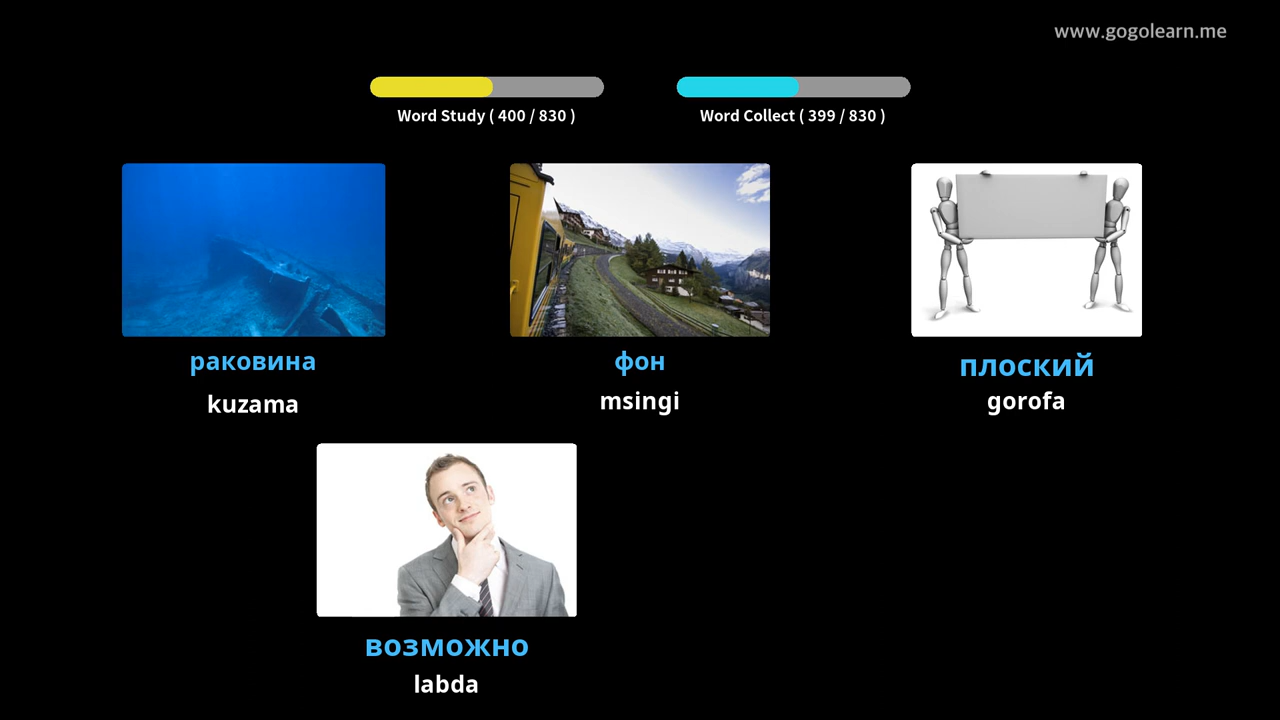 www.gogolearn.me
Word Study ( 400 / 830 )
Word Collect ( 399 / 830 )
раковина
kuzama
фон
msingi
плоский
gorofa
возможно
labda